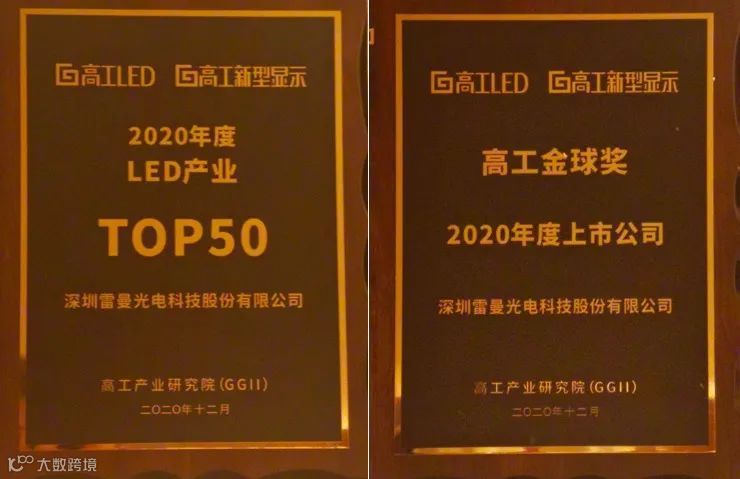 高工LED 高工新型显示
2020年度
LED产业
TOP50
深圳雷曼光电科技股份有限公司
高工产业研究院(GGII)
二〇二〇年十二月
高工LED 高工新型显示
高工金球奖
2020年度上市公司
深圳雷曼光电科技股份有限公司
高工产业研究院(GGII)
二〇二〇年十二月
大数跨境